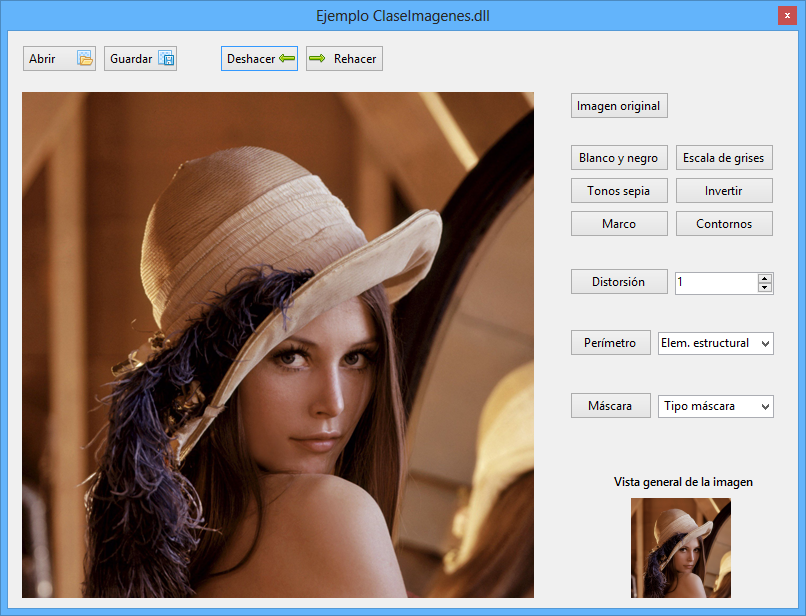 Ejemplo ClaseImagenes.dll
x
Abrir
Guardar
Deshacer
Rehacer
Imagen original
Blanco y negro
Escala de grises
Tonos sepia
Invertir
Marco
Contornos
Distorsión
1
Perímetro
Elem. estructural
Máscara
Tipo máscara
Vista general de la imagen